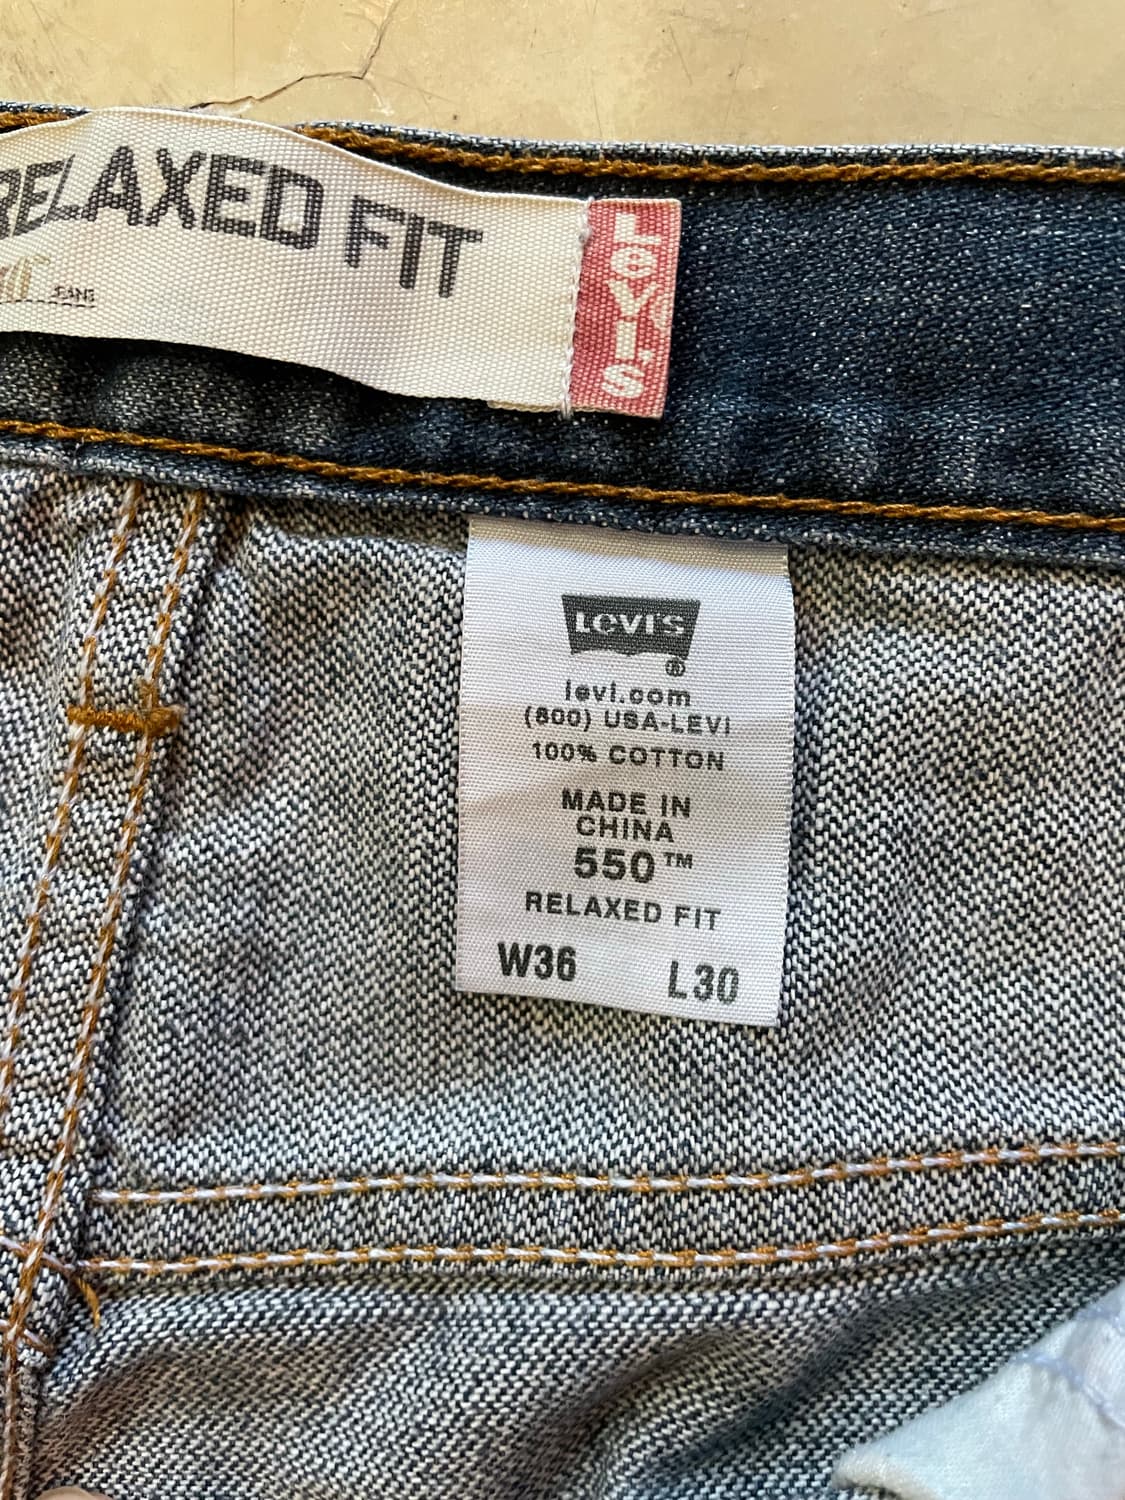 RELAXED FIT
JEANS
LEVI'S
LEVI'S
®
levi.com
(800) USA-LEVI
100% COTTON
MADE IN
CHINA
550™
RELAXED FIT
W36 L30